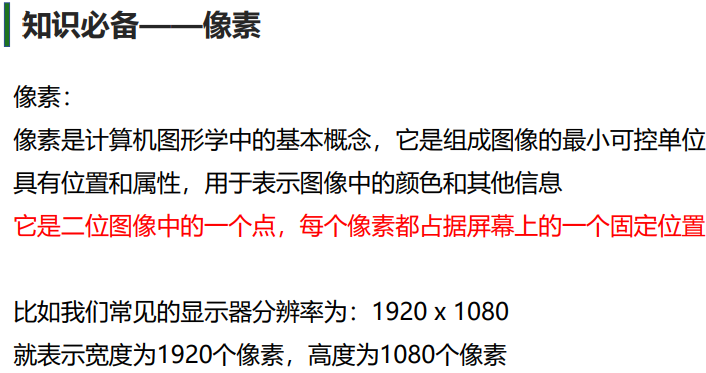 知识必备——像素
像素：
像素是计算机图形学中的基本概念，它是组成图像的最小可控单位
具有位置和属性，用于表示图像中的颜色和其他信息
它是二位图像中的一个点，每个像素都占据屏幕上的一个固定位置
比如我们常见的显示器分辨率为：1920 x 1080
就表示宽度为1920个像素，高度为1080个像素